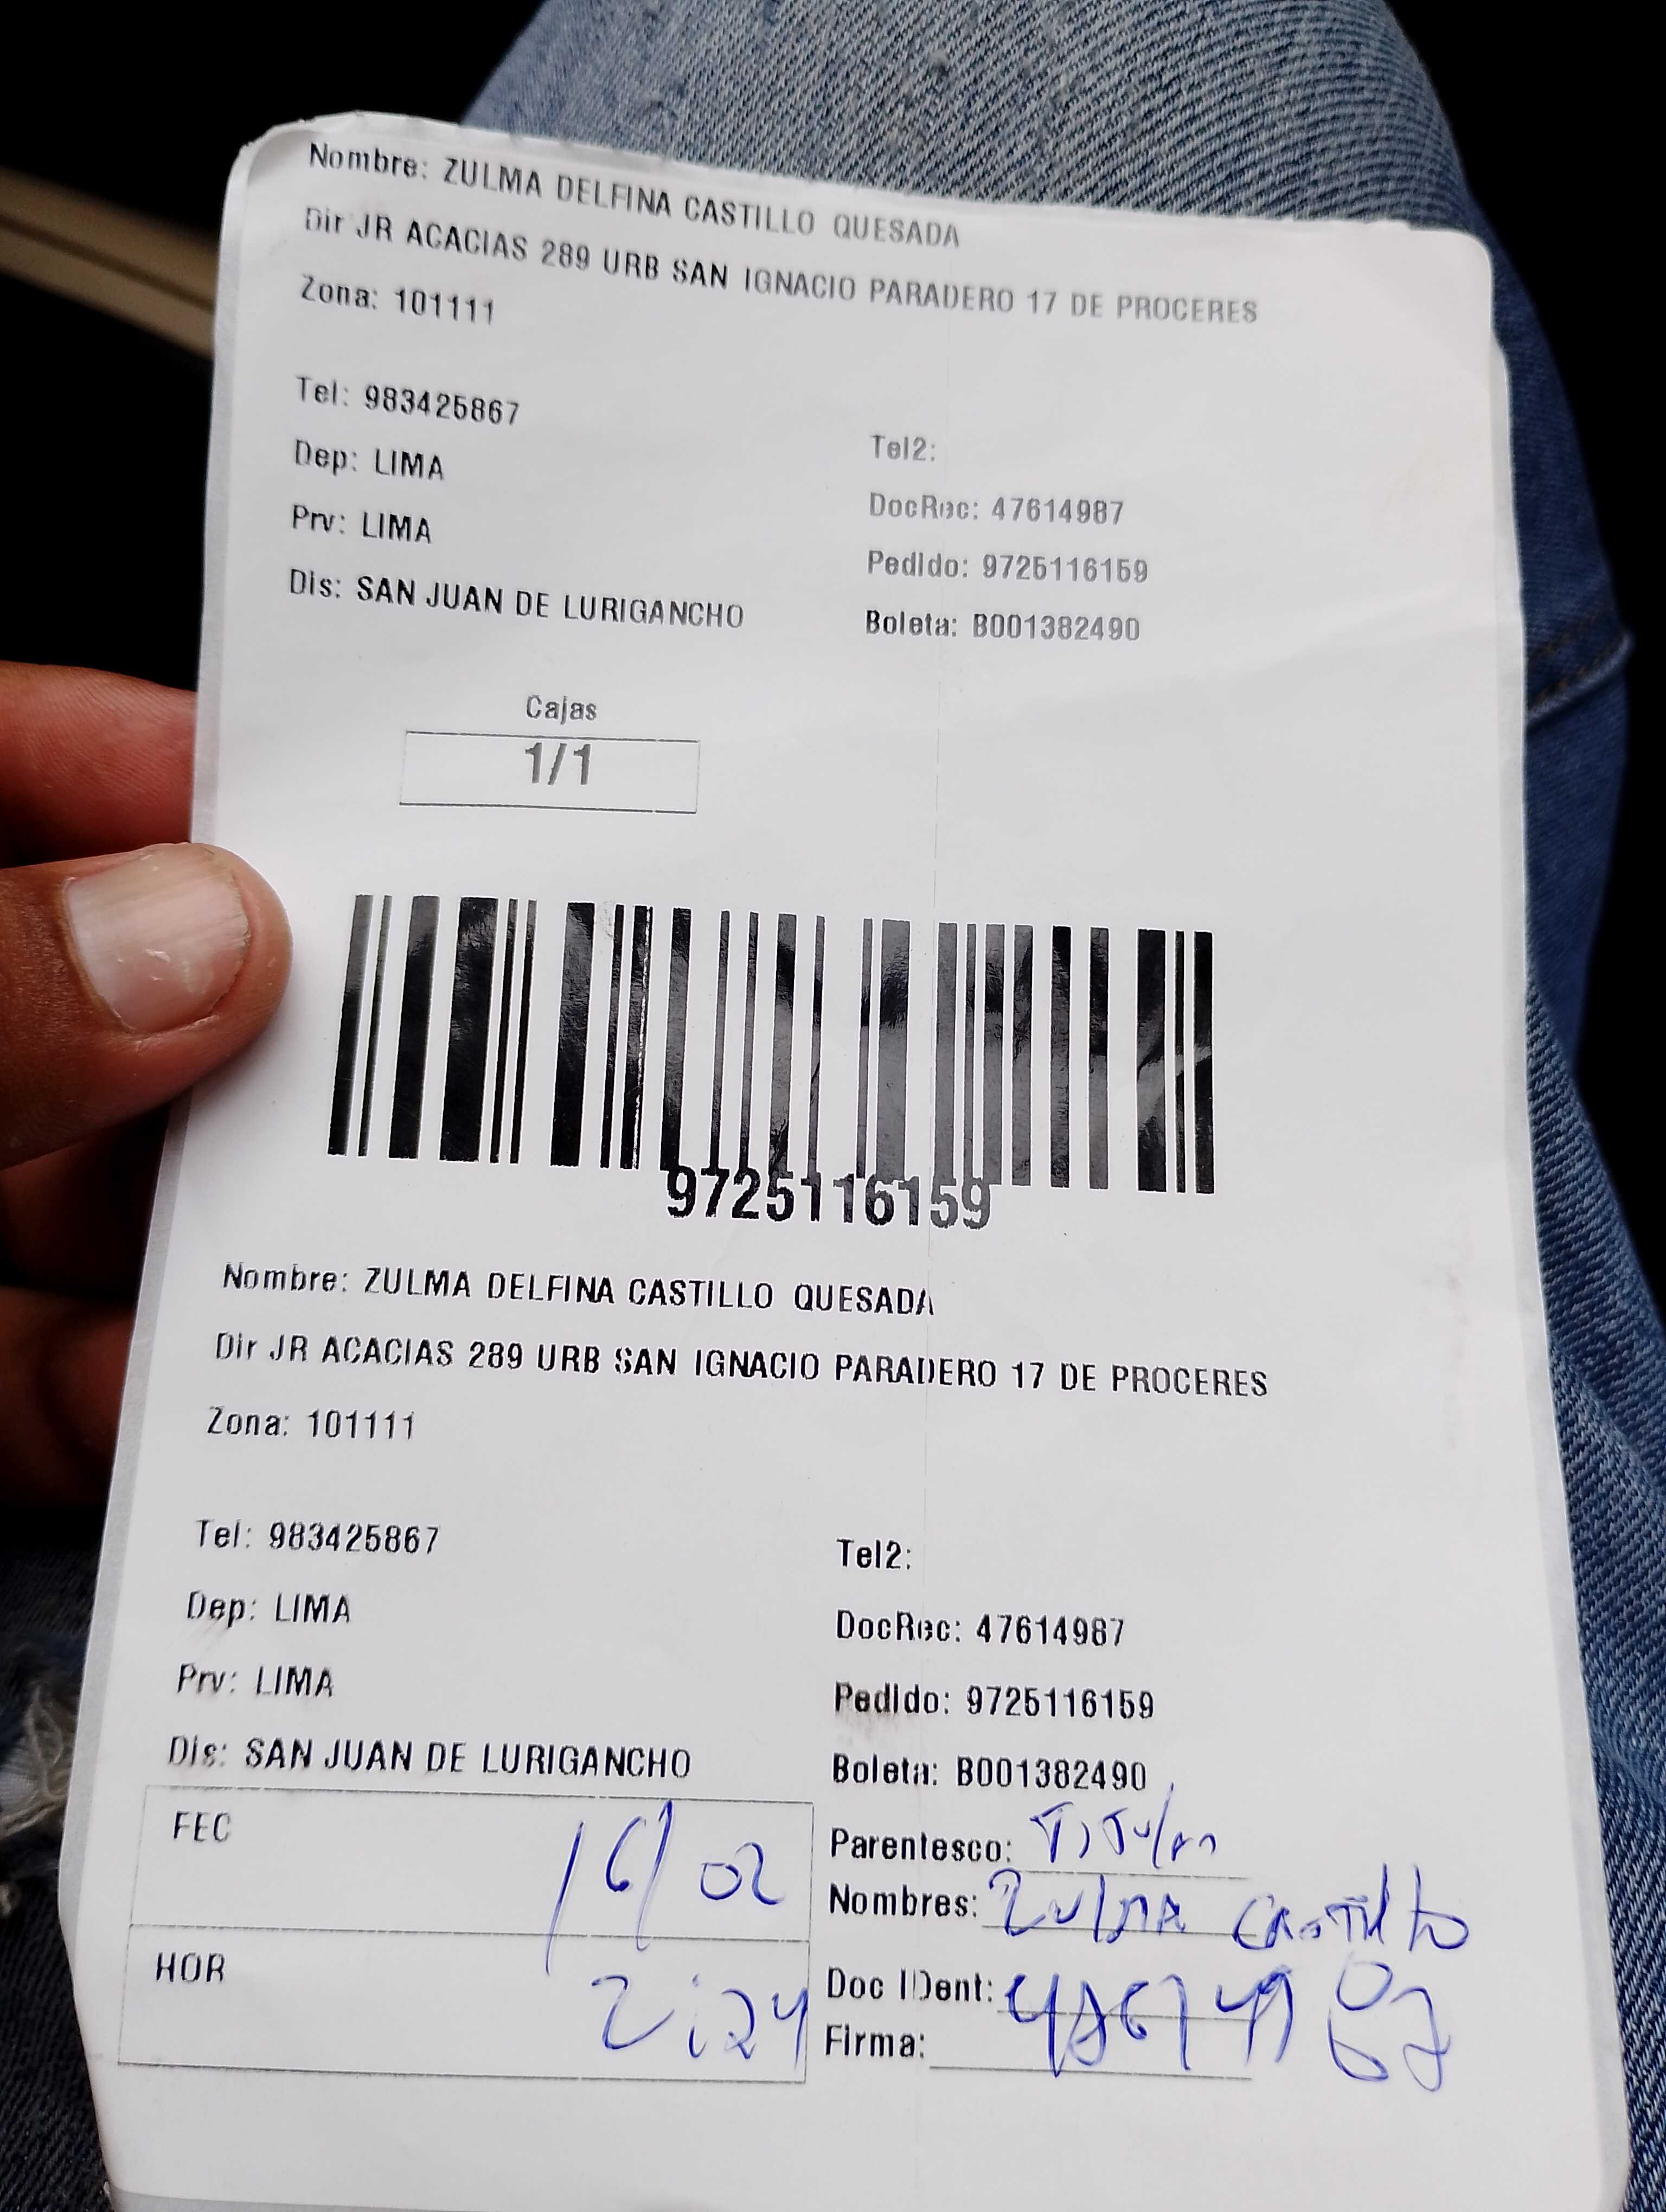 Nombre: ZULMA DELFINA CASTILLO QUESADA
Dir JR ACACIAS 289 URB SAN IGNACIO PARADERO 17 DE PROCERES
Zona: 101111
Tel: 983425867
Tel2:
Dep: LIMA
DocRec: 47614987
Prv: LIMA
Pedido: 9725116159
Dis: SAN JUAN DE LURIGANCHO
Boleta: B001382490
Cajas
1/1
9725116159
Nombre: ZULMA DELFINA CASTILLO QUESADA
Dir JR ACACIAS 289 URB SAN IGNACIO PARADERO 17 DE PROCERES
Zona: 101111
Tel: 983425867
Tel2:
Dep: LIMA
DocRec: 47614987
Prv: LIMA
Pedido: 9725116159
Dis: SAN JUAN DE LURIGANCHO
Boleta: B001382490
FEC 16/02
Parentesco: Titular
Nombres: Zulma Castillo
HOR 2:24
Doc IDent:
Firma: